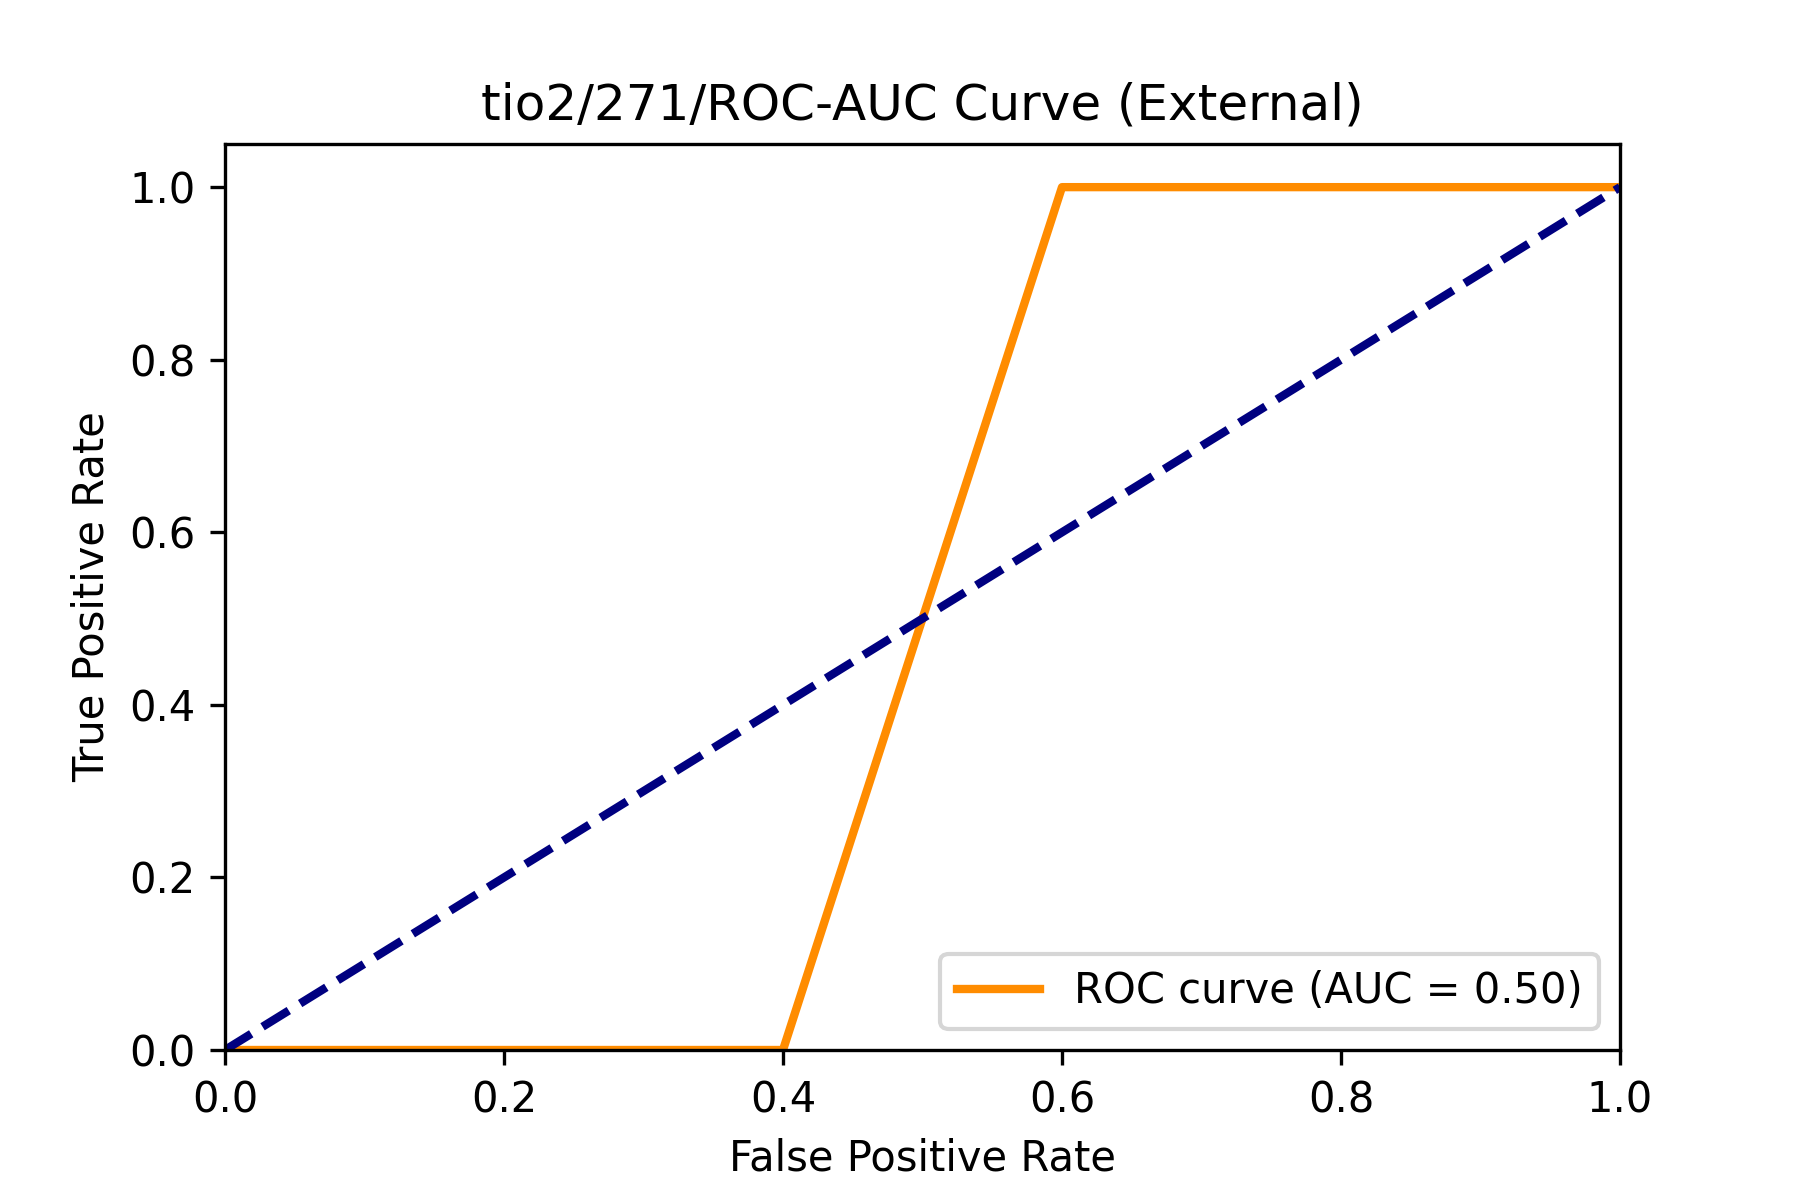 tio2/271/ROC-AUC Curve (External)
1.0
0.8
0.6
0.4
0.2
0.0
True Positive Rate
ROC curve (AUC = 0.50)
0.0 0.2 0.4 0.6 0.8 1.0
False Positive Rate